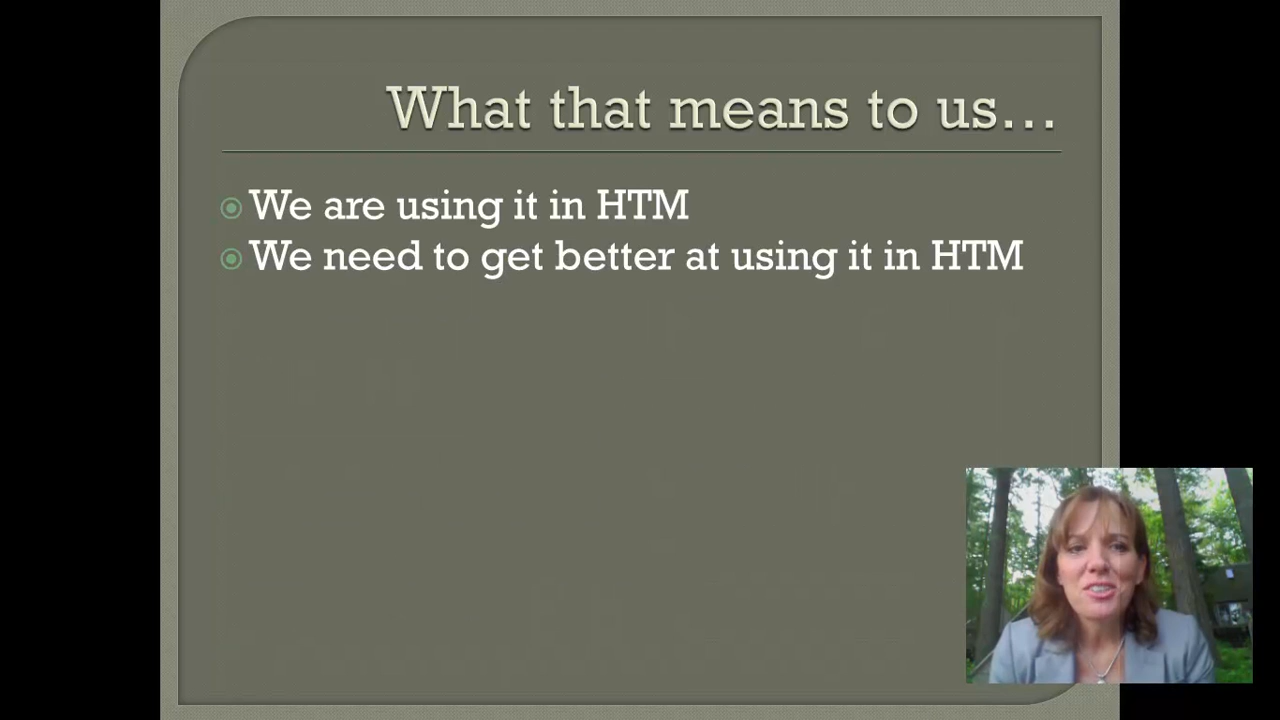 What that means to us...
We are using it in HTM
We need to get better at using it in HTM